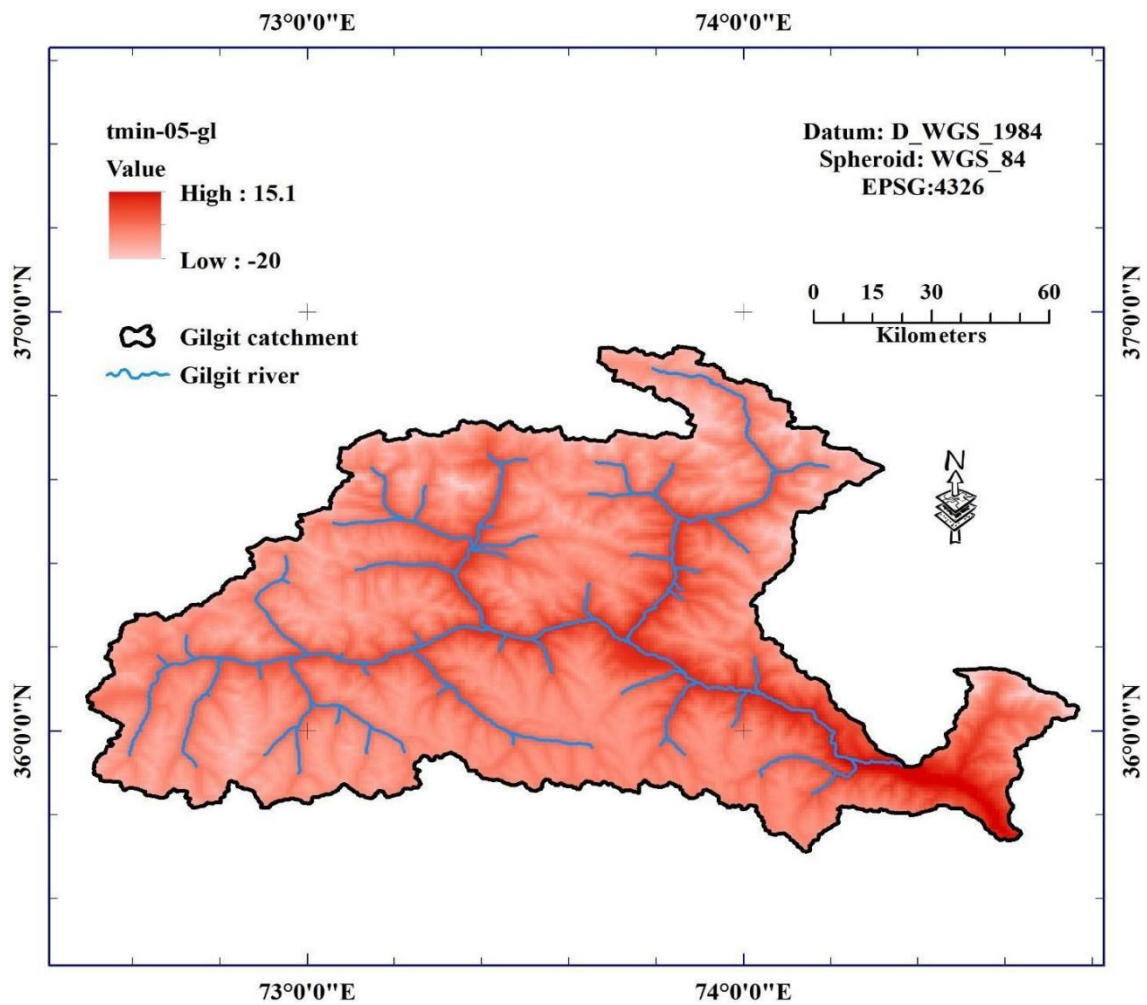 73°0'0"E
74°0'0"E
tmin-05-gl
Value
High : 15.1
Low : -20
Datum: D_WGS_1984
Spheroid: WGS_84
EPSG:4326
37°0'0"N
37°0'0"N
0 15 30 60
Kilometers
Gilgit catchment
Gilgit river
N
36°0'0"N
36°0'0"N
73°0'0"E
74°0'0"E